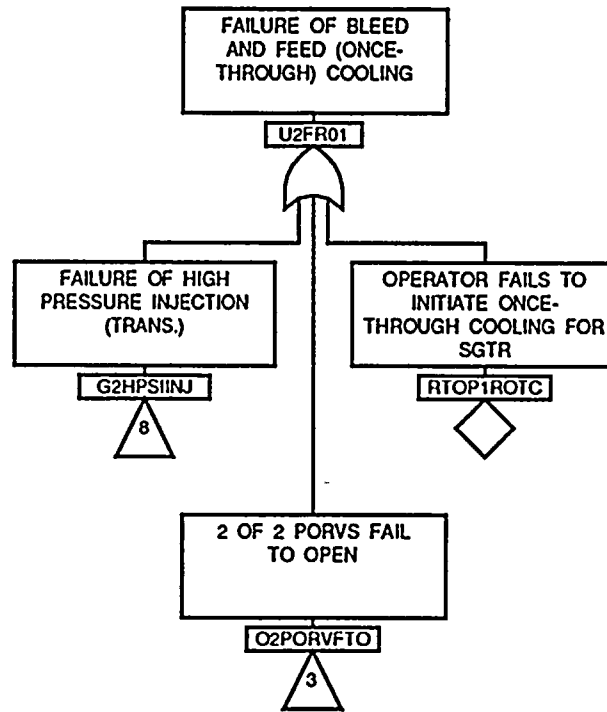 FAILURE OF BLEED
AND FEED (ONCE-
THROUGH) COOLING
U2FR01
FAILURE OF HIGH
PRESSURE INJECTION
(TRANS.)
G2HPSIINJ
8
OPERATOR FAILS TO
INITIATE ONCE-
THROUGH COOLING FOR
SGTR
RTOP1ROTC
2 OF 2 PORVS FAIL
TO OPEN
O2PORVFTO
3